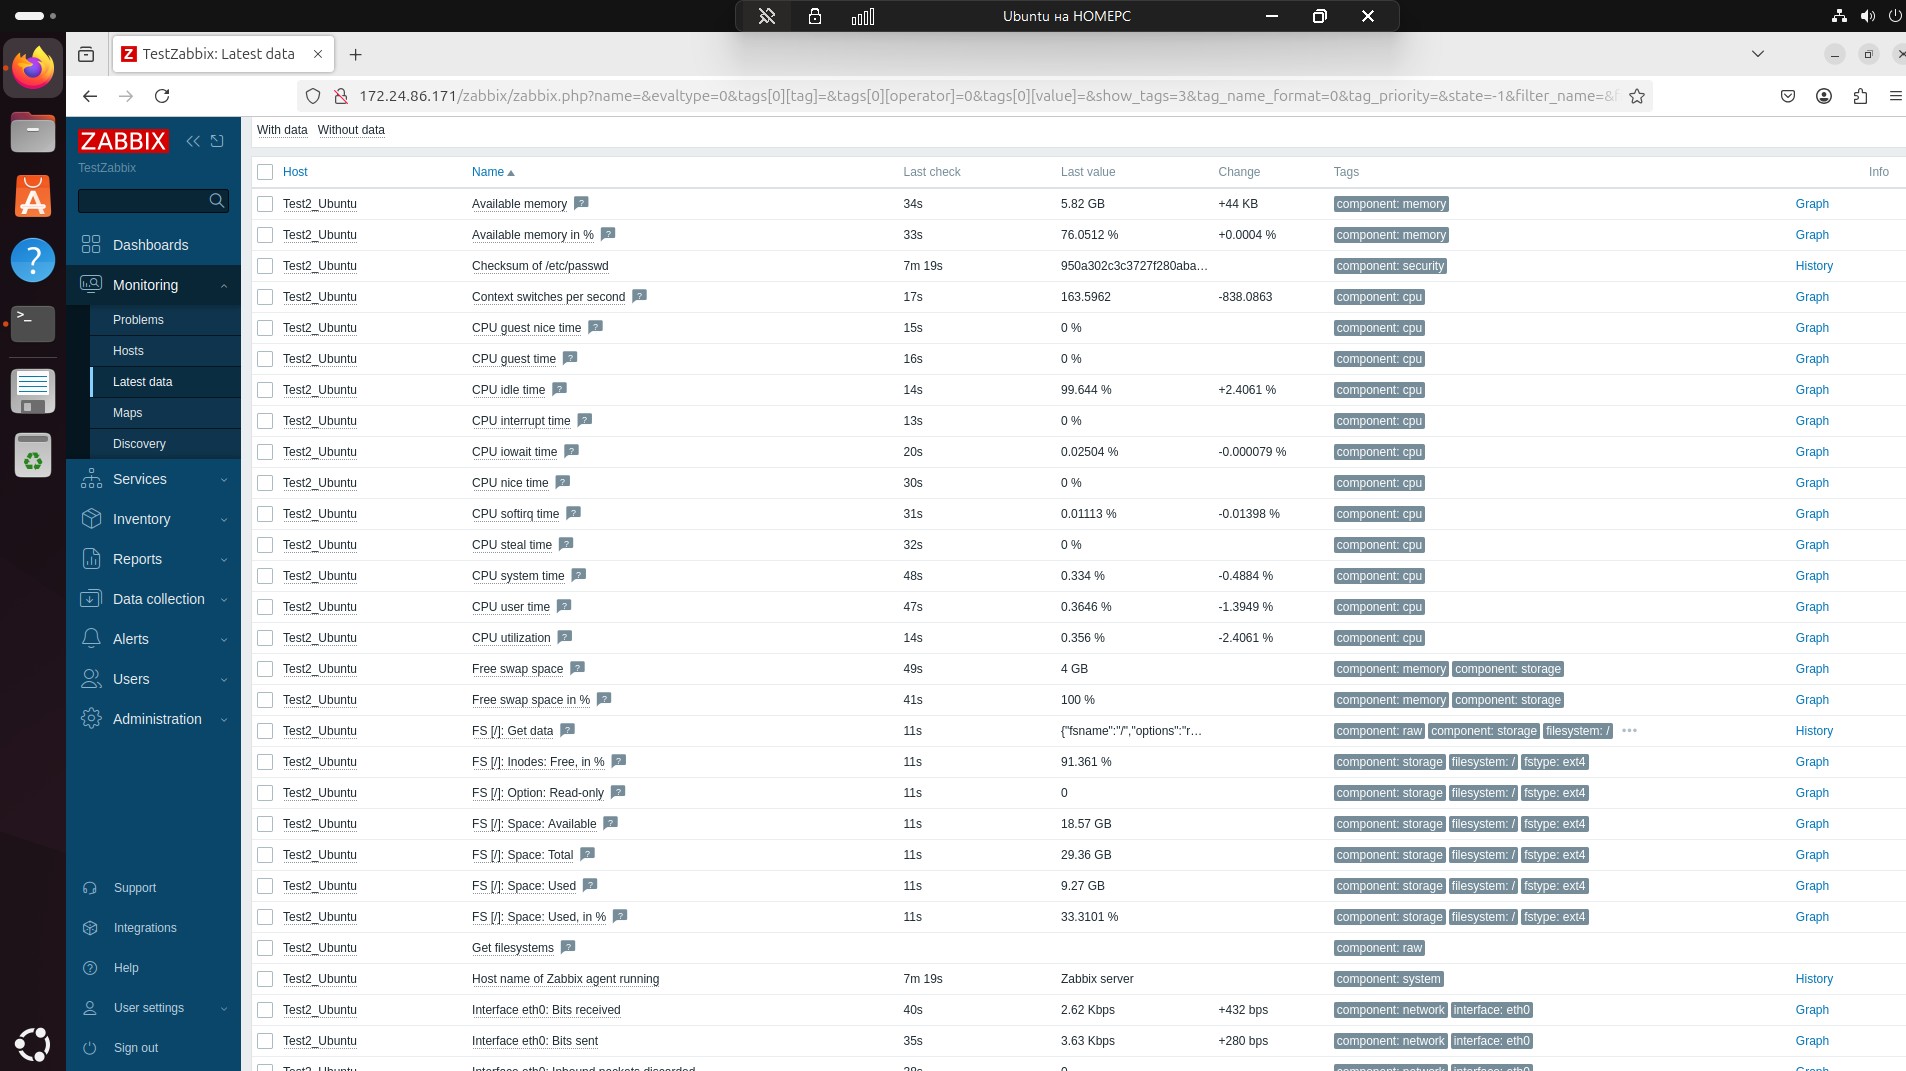 Ubuntu на HOMEPC
TestZabbix: Latest data
172.24.86.171/zabbix/zabbix.php?name=&evaltype=0&tags[0][tag]=&tags[0][operator]=0&tags[0][value]=&show_tags=3&tag_name_format=0&tag_priority=&state=-1&filter_name=&f
ZABBIX
TestZabbix
Dashboards
Monitoring
Problems
Hosts
Latest data
Maps
Discovery
Services
Inventory
Reports
Data collection
Alerts
Users
Administration
Support
Integrations
Help
User settings
Sign out
With data Without data
Host Name Last check Last value Change Tags Info
Test2_Ubuntu Available memory ? 34s 5.82 GB +44 KB component: memory Graph
Test2_Ubuntu Available memory in % ? 33s 76.0512 % +0.0004 % component: memory Graph
Test2_Ubuntu Checksum of /etc/passwd 7m 19s 950a302c3c3727f280aba... component: security History
Test2_Ubuntu Context switches per second ? 17s 163.5962 -838.0863 component: cpu Graph
Test2_Ubuntu CPU guest nice time ? 15s 0 % component: cpu Graph
Test2_Ubuntu CPU guest time ? 16s 0 % component: cpu Graph
Test2_Ubuntu CPU idle time ? 14s 99.644 % +2.4061 % component: cpu Graph
Test2_Ubuntu CPU interrupt time ? 13s 0 % component: cpu Graph
Test2_Ubuntu CPU iowait time ? 20s 0.02504 % -0.000079 % component: cpu Graph
Test2_Ubuntu CPU nice time ? 30s 0 % component: cpu Graph
Test2_Ubuntu CPU softirq time ? 31s 0.01113 % -0.01398 % component: cpu Graph
Test2_Ubuntu CPU steal time ? 32s 0 % component: cpu Graph
Test2_Ubuntu CPU system time ? 48s 0.334 % -0.4884 % component: cpu Graph
Test2_Ubuntu CPU user time ? 47s 0.3646 % -1.3949 % component: cpu Graph
Test2_Ubuntu CPU utilization ? 14s 0.356 % -2.4061 % component: cpu Graph
Test2_Ubuntu Free swap space ? 49s 4 GB component: memory component: storage Graph
Test2_Ubuntu Free swap space in % ? 41s 100 % component: memory component: storage Graph
Test2_Ubuntu FS [/]: Get data ? 11s {"fsname":"/","options":"r... component: raw component: storage filesystem: / ••• History
Test2_Ubuntu FS [/]: Inodes: Free, in % ? 11s 91.361 % component: storage filesystem: / fstype: ext4 Graph
Test2_Ubuntu FS [/]: Option: Read-only ? 11s 0 component: storage filesystem: / fstype: ext4 Graph
Test2_Ubuntu FS [/]: Space: Available ? 11s 18.57 GB component: storage filesystem: / fstype: ext4 Graph
Test2_Ubuntu FS [/]: Space: Total ? 11s 29.36 GB component: storage filesystem: / fstype: ext4 Graph
Test2_Ubuntu FS [/]: Space: Used ? 11s 9.27 GB component: storage filesystem: / fstype: ext4 Graph
Test2_Ubuntu FS [/]: Space: Used, in % ? 11s 33.3101 % component: storage filesystem: / fstype: ext4 Graph
Test2_Ubuntu Get filesystems ? component: raw
Test2_Ubuntu Host name of Zabbix agent running 7m 19s Zabbix server component: system History
Test2_Ubuntu Interface eth0: Bits received 40s 2.62 Kbps +432 bps component: network interface: eth0 Graph
Test2_Ubuntu Interface eth0: Bits sent 35s 3.63 Kbps +280 bps component: network interface: eth0 Graph
Test2_Ubuntu Interface eth0: Inbound packets discarded 38s 0 component: network interface: eth0 Graph